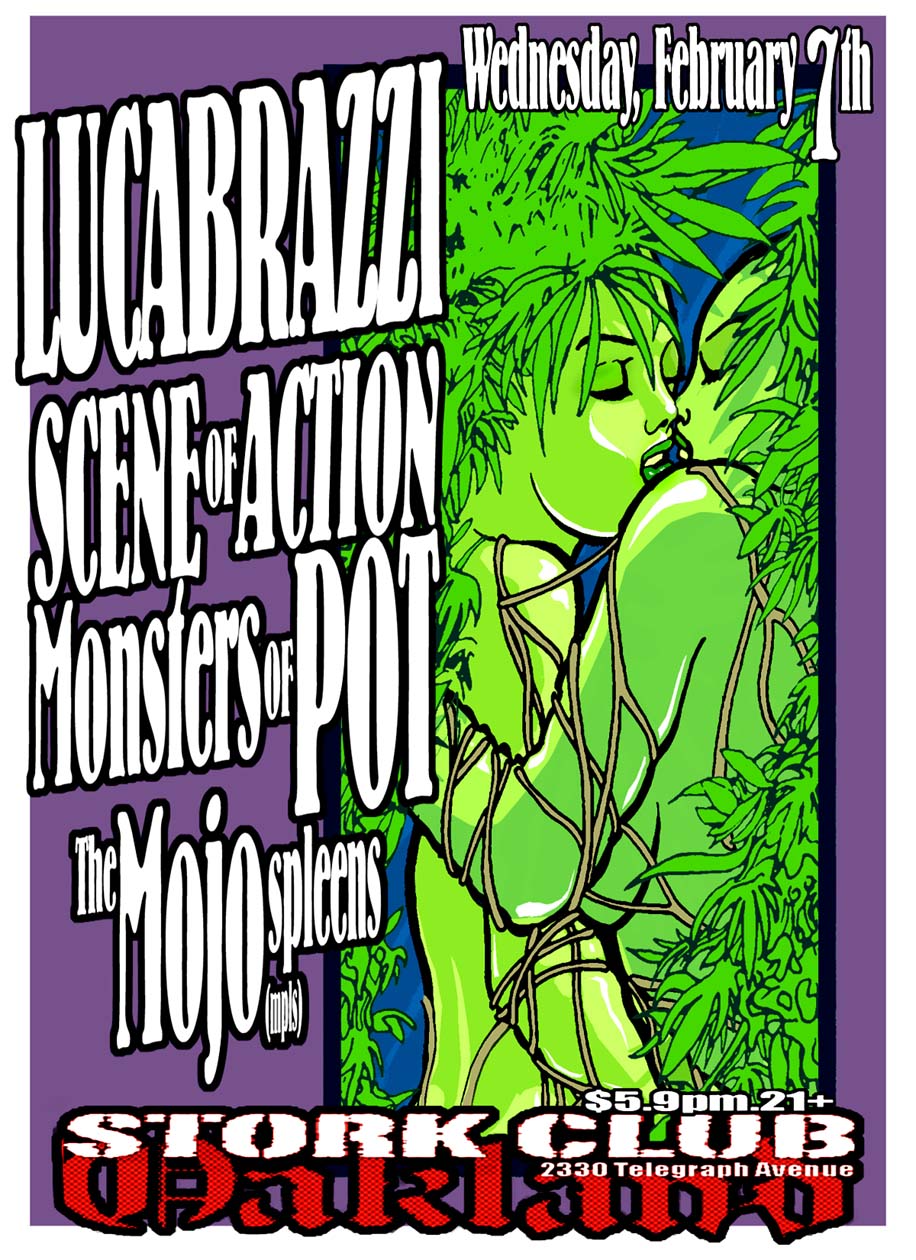 Wednesday, February 7th
LUCABRAZZI
SCENE OF ACTION
Monsters OF POT
The Mojo spleens
(mpls)
$5.9pm.21+
STORK CLUB
2330 Telegraph Avenue
Oakland